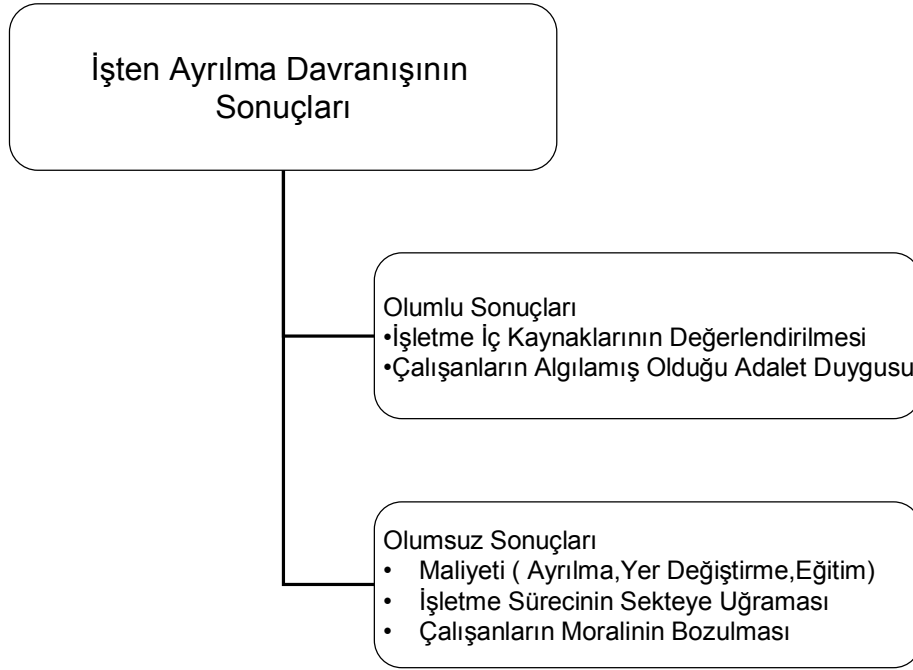 İşten Ayrılma Davranışının
Sonuçları
Olumlu Sonuçları
•İşletme İç Kaynaklarının Değerlendirilmesi
•Çalışanların Algılamış Olduğu Adalet Duygusu
Olumsuz Sonuçları
• Maliyeti ( Ayrılma,Yer Değiştirme,Eğitim)
• İşletme Sürecinin Sekteye Uğraması
• Çalışanların Moralinin Bozulması